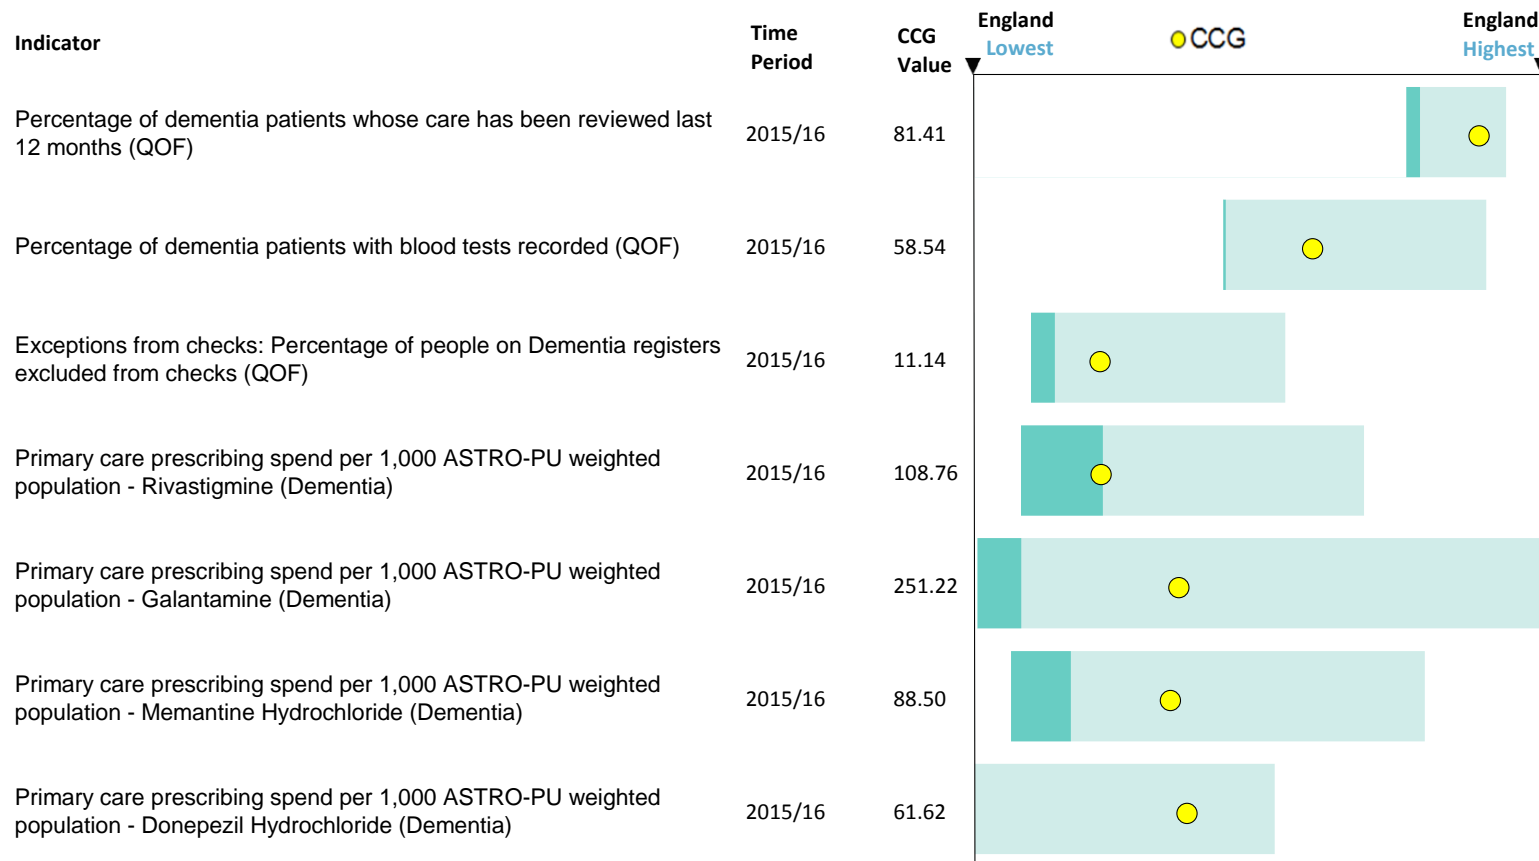 Indicator
Time
Period
CCG
Value
England
Lowest
CCG
England
Highest
Percentage of dementia patients whose care has been reviewed last
12 months (QOF)
2015/16
81.41
Percentage of dementia patients with blood tests recorded (QOF)
2015/16
58.54
Exceptions from checks: Percentage of people on Dementia registers
excluded from checks (QOF)
2015/16
11.14
Primary care prescribing spend per 1,000 ASTRO-PU weighted
population - Rivastigmine (Dementia)
2015/16
108.76
Primary care prescribing spend per 1,000 ASTRO-PU weighted
population - Galantamine (Dementia)
2015/16
251.22
Primary care prescribing spend per 1,000 ASTRO-PU weighted
population - Memantine Hydrochloride (Dementia)
2015/16
88.50
Primary care prescribing spend per 1,000 ASTRO-PU weighted
population - Donepezil Hydrochloride (Dementia)
2015/16
61.62